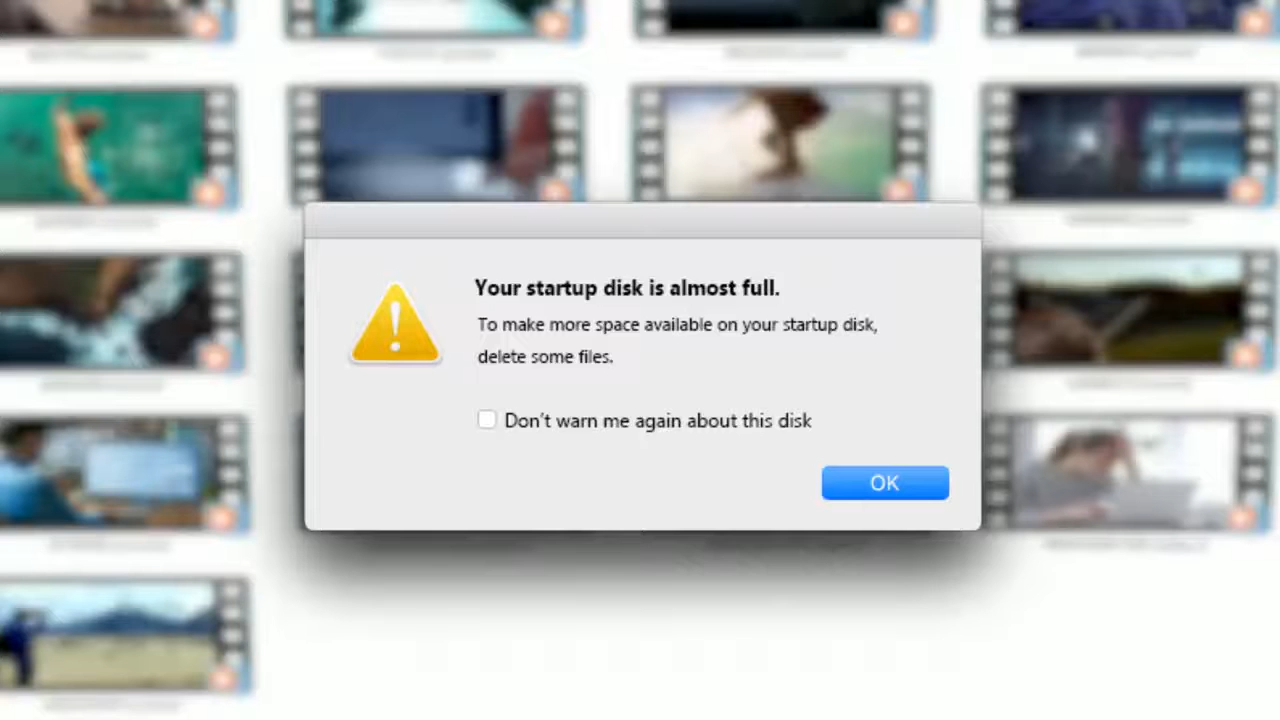 Your startup disk is almost full.
To make more space available on your startup disk,
delete some files.
Don't warn me again about this disk
OK